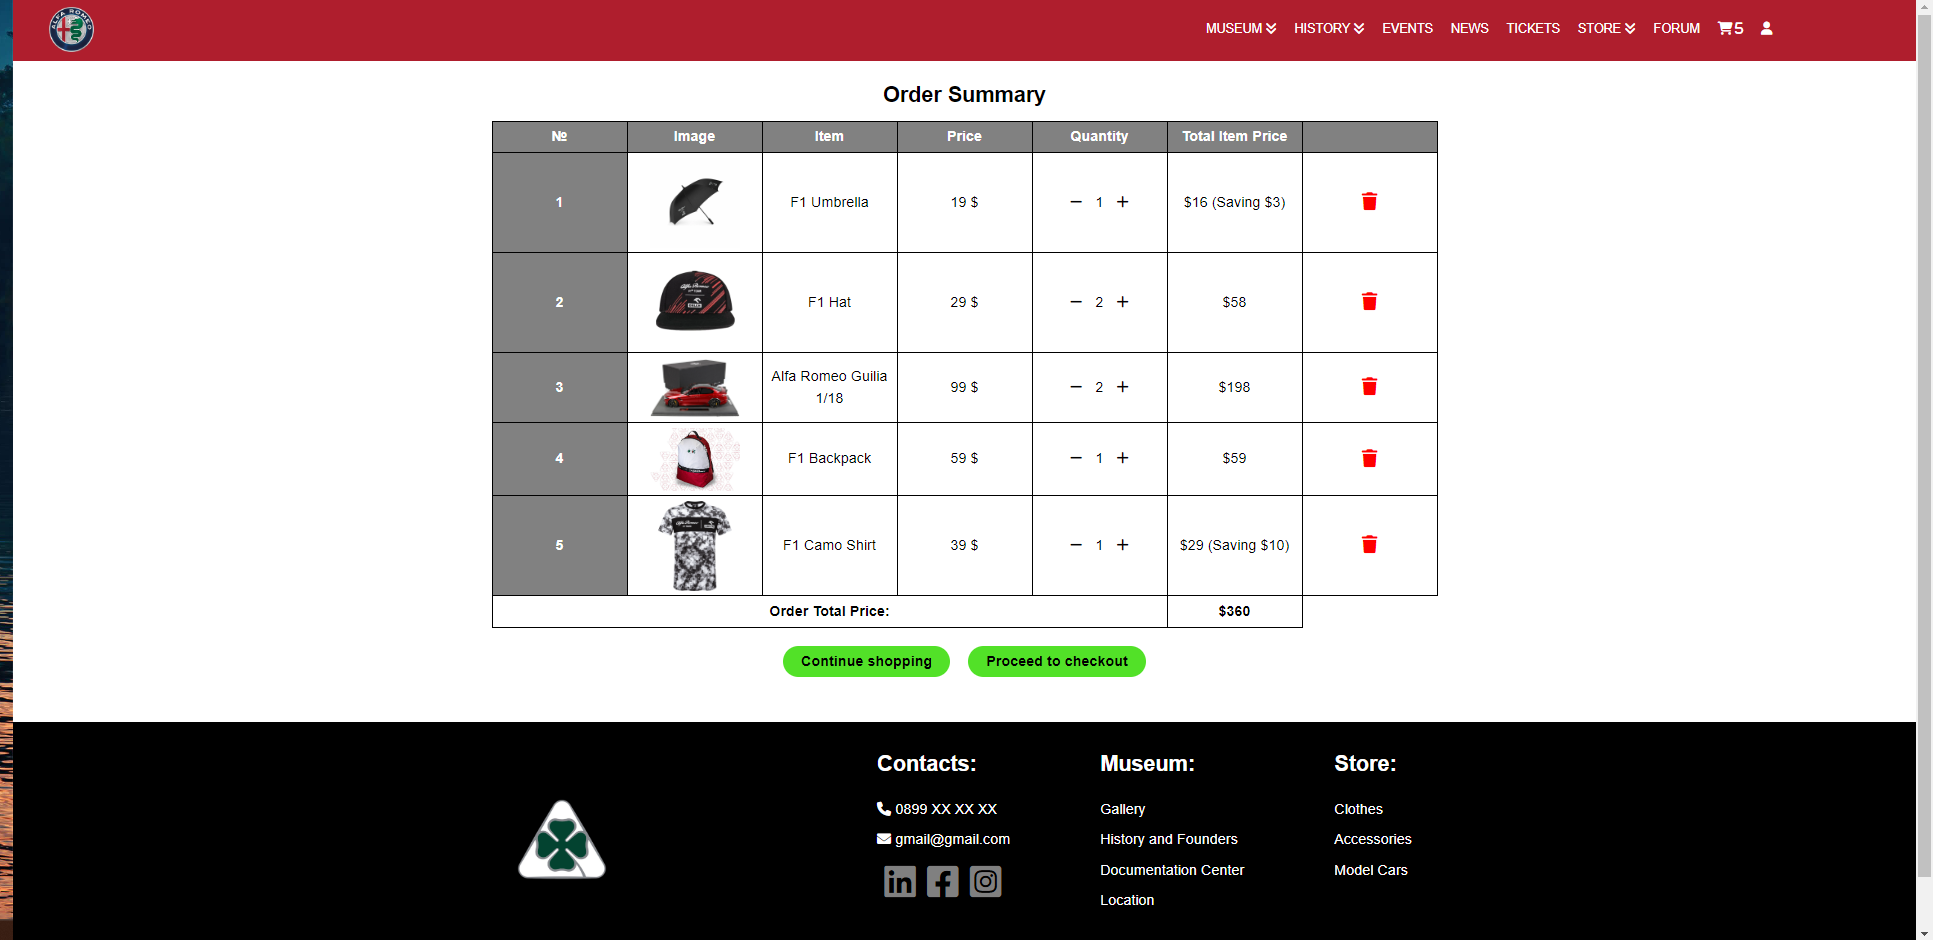 ALFA ROMEO
MUSEUM HISTORY EVENTS NEWS TICKETS STORE FORUM 5
Order Summary
№ Image Item Price Quantity Total Item Price
1 F1 Umbrella 19 $ − 1 + $16 (Saving $3)
2 F1 Hat 29 $ − 2 + $58
Alfa Romeo Guilia
3 99 $ − 2 + $198
1/18
4 F1 Backpack 59 $ − 1 + $59
5 F1 Camo Shirt 39 $ − 1 + $29 (Saving $10)
Order Total Price: $360
Continue shopping Proceed to checkout
Contacts: Museum: Store:
0899 XX XX XX Gallery Clothes
gmail@gmail.com History and Founders Accessories
Documentation Center Model Cars
Location